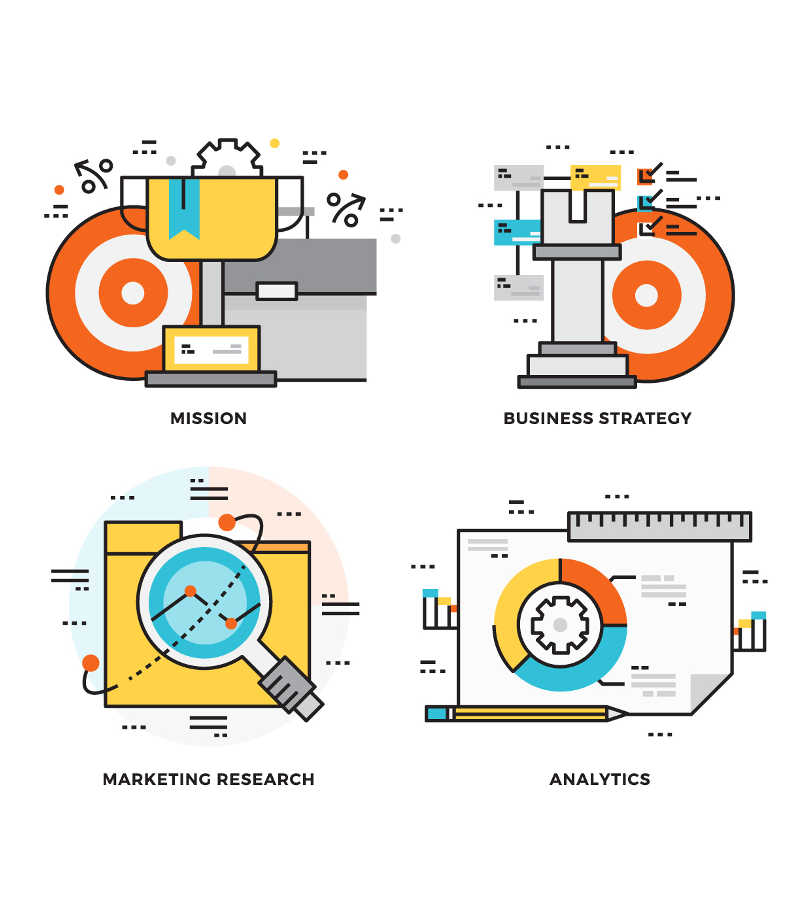 MISSION
BUSINESS STRATEGY
MARKETING RESEARCH
ANALYTICS